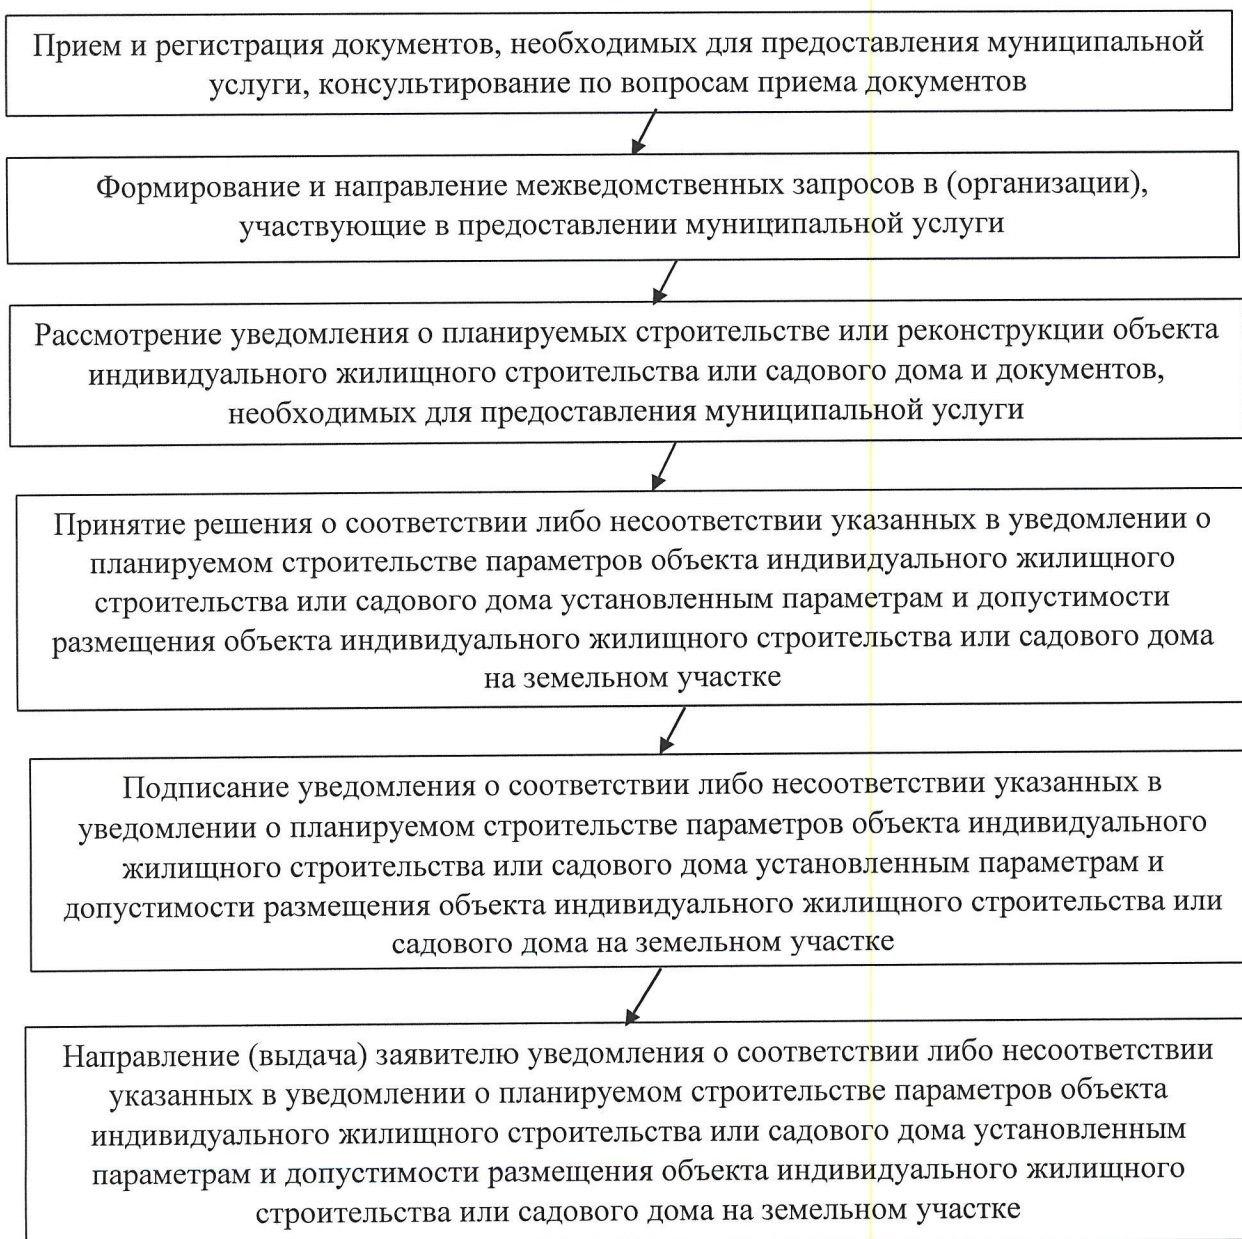 Прием и регистрация документов, необходимых для предоставления муниципальной
услуги, консультирование по вопросам приема документов
Формирование и направление межведомственных запросов в (организации),
участвующие в предоставлении муниципальной услуги
Рассмотрение уведомления о планируемых строительстве или реконструкции объекта
индивидуального жилищного строительства или садового дома и документов,
необходимых для предоставления муниципальной услуги
Принятие решения о соответствии либо несоответствии указанных в уведомлении о
планируемом строительстве параметров объекта индивидуального жилищного
строительства или садового дома установленным параметрам и допустимости
размещения объекта индивидуального жилищного строительства или садового дома
на земельном участке
Подписание уведомления о соответствии либо несоответствии указанных в
уведомлении о планируемом строительстве параметров объекта индивидуального
жилищного строительства или садового дома установленным параметрам и
допустимости размещения объекта индивидуального жилищного строительства или
садового дома на земельном участке
Направление (выдача) заявителю уведомления о соответствии либо несоответствии
указанных в уведомлении о планируемом строительстве параметров объекта
индивидуального жилищного строительства или садового дома установленным
параметрам и допустимости размещения объекта индивидуального жилищного
строительства или садового дома на земельном участке